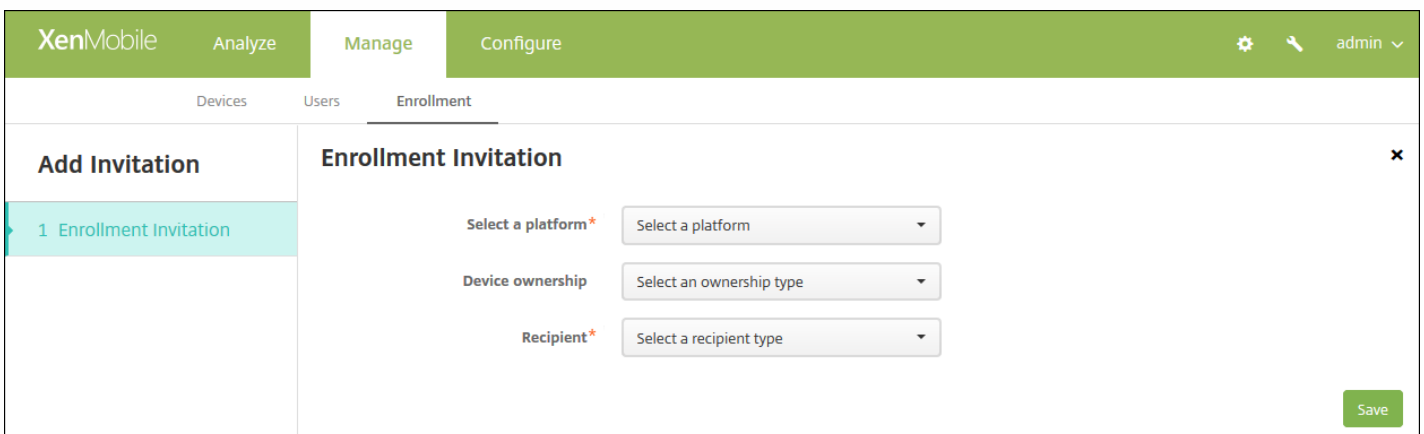 XenMobile Analyze Manage Configure admin
Devices Users Enrollment
Add Invitation
1 Enrollment Invitation
Enrollment Invitation
Select a platform* Select a platform
Device ownership Select an ownership type
Recipient* Select a recipient type
Save